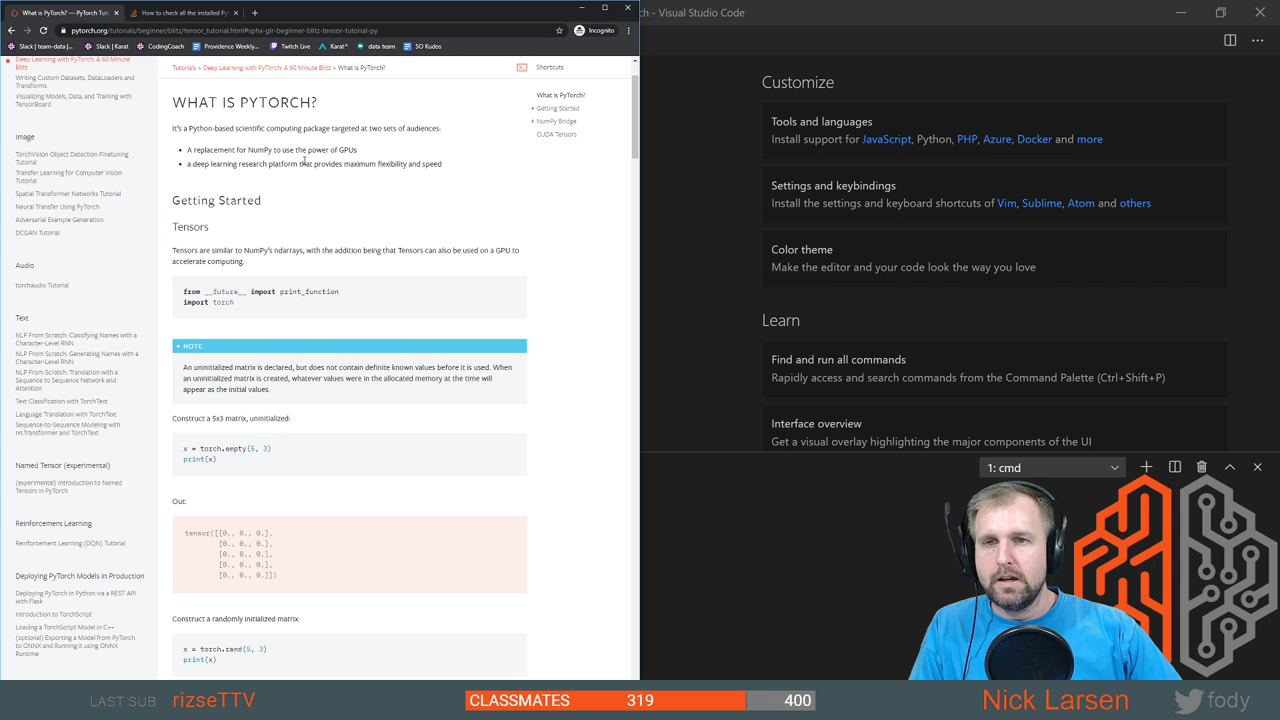 What is PyTorch? — PyTorch Tut
How to check all the installed Py
- Visual Studio Code
pytorch.org/tutorials/beginner/blitz/tensor_tutorial.html#sphx-glr-beginner-blitz-tensor-tutorial-py
Incognito
Slack | team-data |...
Slack | Karat
CodingCoach
Providence Weekly...
Twitch Live
Karat^
data team
SO Kudos
Deep Learning with PyTorch: A 60 Minute
Blitz
Writing Custom Datasets, DataLoaders and
Transforms
Visualizing Models, Data, and Training with
TensorBoard
Image
TorchVision Object Detection Finetuning
Tutorial
Transfer Learning for Computer Vision
Tutorial
Spatial Transformer Networks Tutorial
Neural Transfer Using PyTorch
Adversarial Example Generation
DCGAN Tutorial
Audio
torchaudio Tutorial
Text
NLP From Scratch: Classifying Names with a
Character-Level RNN
NLP From Scratch: Generating Names with a
Character-Level RNN
NLP From Scratch: Translation with a
Sequence to Sequence Network and
Attention
Text Classification with TorchText
Language Translation with TorchText
Sequence-to-Sequence Modeling with
nn.Transformer and TorchText
Named Tensor (experimental)
(experimental) Introduction to Named
Tensors in PyTorch
Reinforcement Learning
Reinforcement Learning (DQN) Tutorial
Deploying PyTorch Models in Production
Deploying PyTorch in Python via a REST API
with Flask
Introduction to TorchScript
Loading a TorchScript Model in C++
(optional) Exporting a Model from PyTorch
to ONNX and Running it using ONNX
Runtime
Tutorials > Deep Learning with PyTorch: A 60 Minute Blitz > What is PyTorch?
WHAT IS PYTORCH?
It's a Python-based scientific computing package targeted at two sets of audiences:
• A replacement for NumPy to use the power of GPUs
• a deep learning research platform that provides maximum flexibility and speed
Getting Started
Tensors
Tensors are similar to NumPy's ndarrays, with the addition being that Tensors can also be used on a GPU to
accelerate computing.
from __future__ import print_function
import torch
NOTE
An uninitialized matrix is declared, but does not contain definite known values before it is used. When
an uninitialized matrix is created, whatever values were in the allocated memory at the time will
appear as the initial values.
Construct a 5x3 matrix, uninitialized:
x = torch.empty(5, 3)
print(x)
Out:
tensor([[0., 0., 0.],
[0., 0., 0.],
[0., 0., 0.],
[0., 0., 0.],
[0., 0., 0.]])
Construct a randomly initialized matrix:
x = torch.rand(5, 3)
print(x)
Shortcuts
What is PyTorch?
+ Getting Started
+ NumPy Bridge
CUDA Tensors
Customize
Tools and languages
Install support for JavaScript, Python, PHP, Azure, Docker and more
Settings and keybindings
Install the settings and keyboard shortcuts of Vim, Sublime, Atom and others
Color theme
Make the editor and your code look the way you love
Learn
Find and run all commands
Rapidly access and search commands from the Command Palette (Ctrl+Shift+P)
Interface overview
Get a visual overlay highlighting the major components of the UI
1: cmd
LAST SUB rizseTTV
CLASSMATES 319 400
Nick Larsen fody